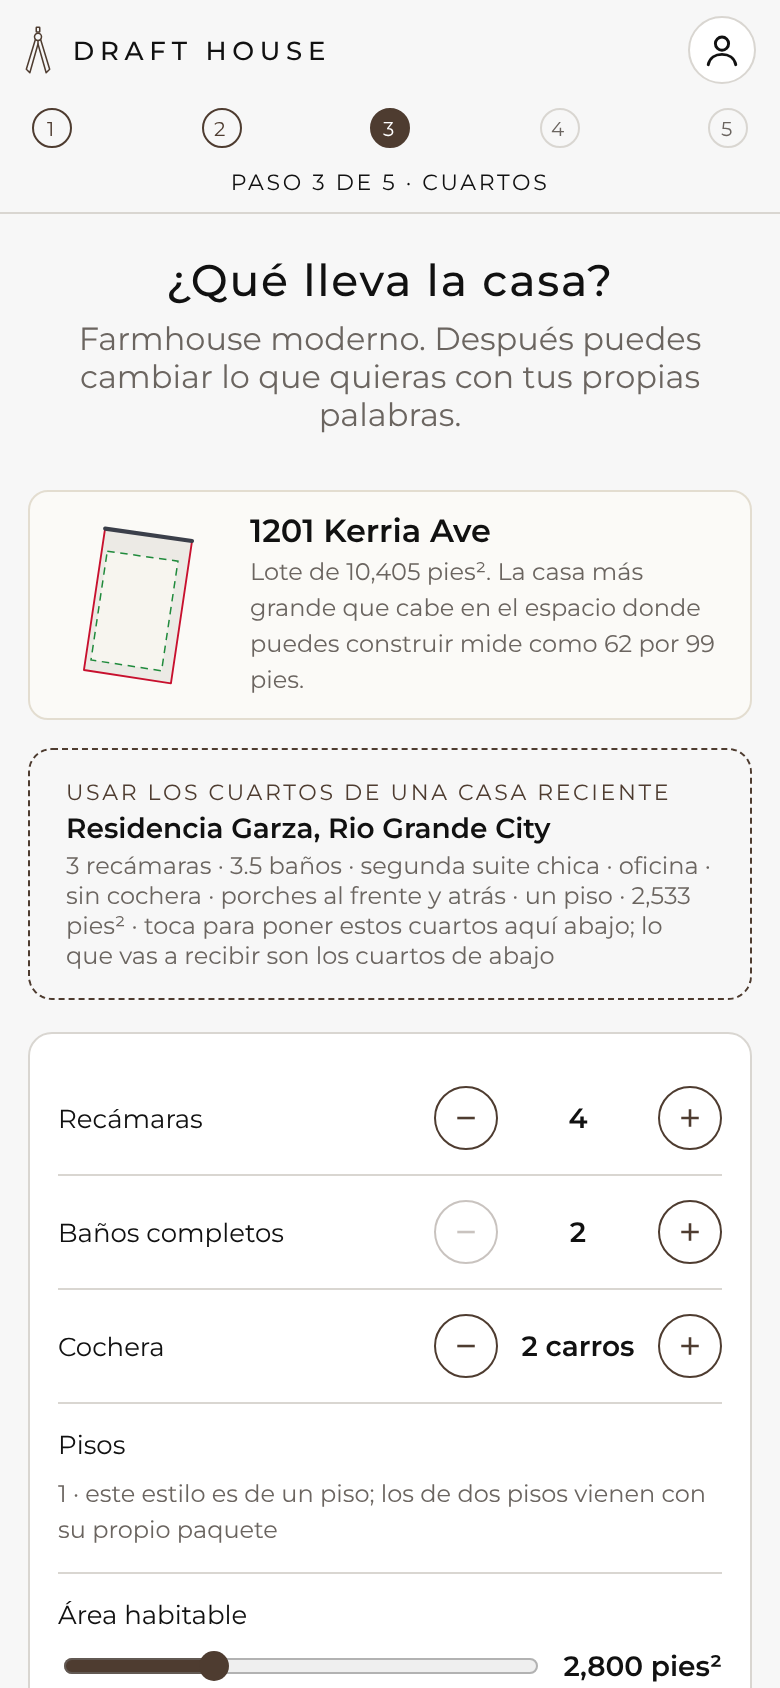 DRAFT HOUSE
1 2 3 4 5
PASO 3 DE 5 · CUARTOS
¿Qué lleva la casa?
Farmhouse moderno. Después puedes
cambiar lo que quieras con tus propias
palabras.
1201 Kerria Ave
Lote de 10,405 pies². La casa más
grande que cabe en el espacio donde
puedes construir mide como 62 por 99
pies.
USAR LOS CUARTOS DE UNA CASA RECIENTE
Residencia Garza, Rio Grande City
3 recámaras · 3.5 baños · segunda suite chica · oficina ·
sin cochera · porches al frente y atrás · un piso · 2,533
pies² · toca para poner estos cuartos aquí abajo; lo
que vas a recibir son los cuartos de abajo
Recámaras − 4 +
Baños completos − 2 +
Cochera − 2 carros +
Pisos
1 · este estilo es de un piso; los de dos pisos vienen con
su propio paquete
Área habitable
2,800 pies²